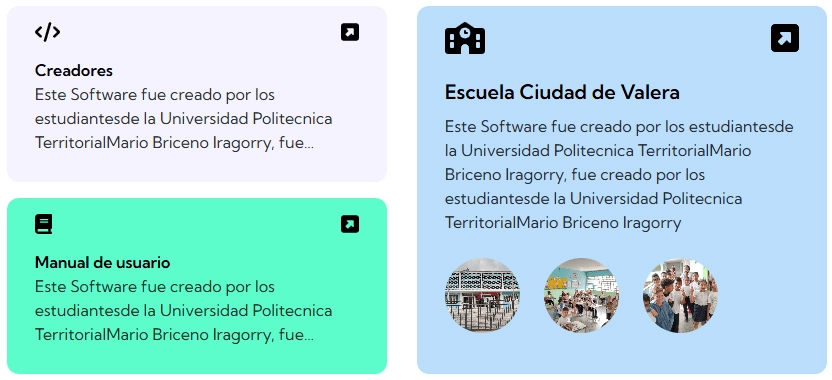 Creadores
Este Software fue creado por los
estudiantesde la Universidad Politecnica
TerritorialMario Briceno Iragorry, fue...
Manual de usuario
Este Software fue creado por los
estudiantesde la Universidad Politecnica
TerritorialMario Briceno Iragorry, fue...
Escuela Ciudad de Valera
Este Software fue creado por los estudiantesde
la Universidad Politecnica TerritorialMario
Briceno Iragorry, fue creado por los
estudiantesde la Universidad Politecnica
TerritorialMario Briceno Iragorry